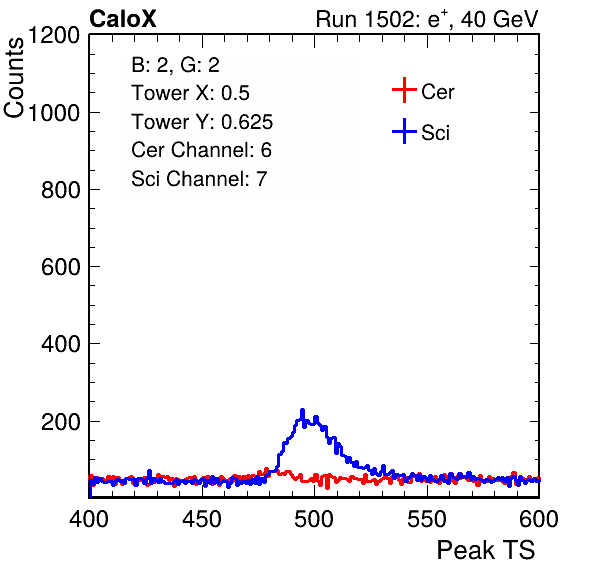 CaloX Run 1502: e⁺, 40 GeV
Counts
1200
1000
800
600
400
200
B: 2, G: 2
Tower X: 0.5
Tower Y: 0.625
Cer Channel: 6
Sci Channel: 7
Cer
Sci
400 450 500 550 600
Peak TS